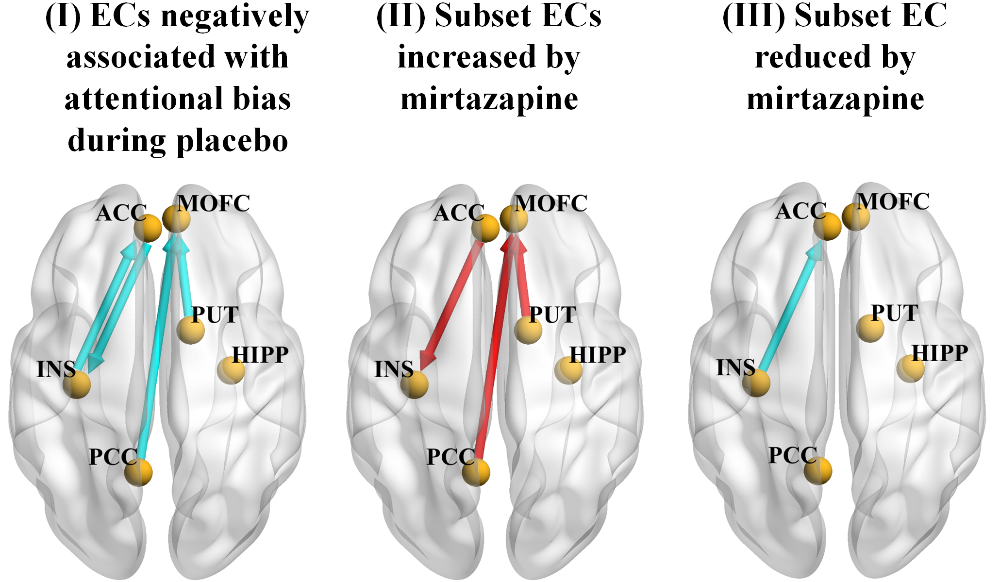 (I) ECs negatively
associated with
attentional bias
during placebo
(II) Subset ECs
increased by
mirtazapine
(III) Subset EC
reduced by
mirtazapine
ACC
MOFC
PUT
HIPP
INS
PCC
ACC
MOFC
PUT
HIPP
INS
PCC
ACC
MOFC
PUT
HIPP
INS
PCC